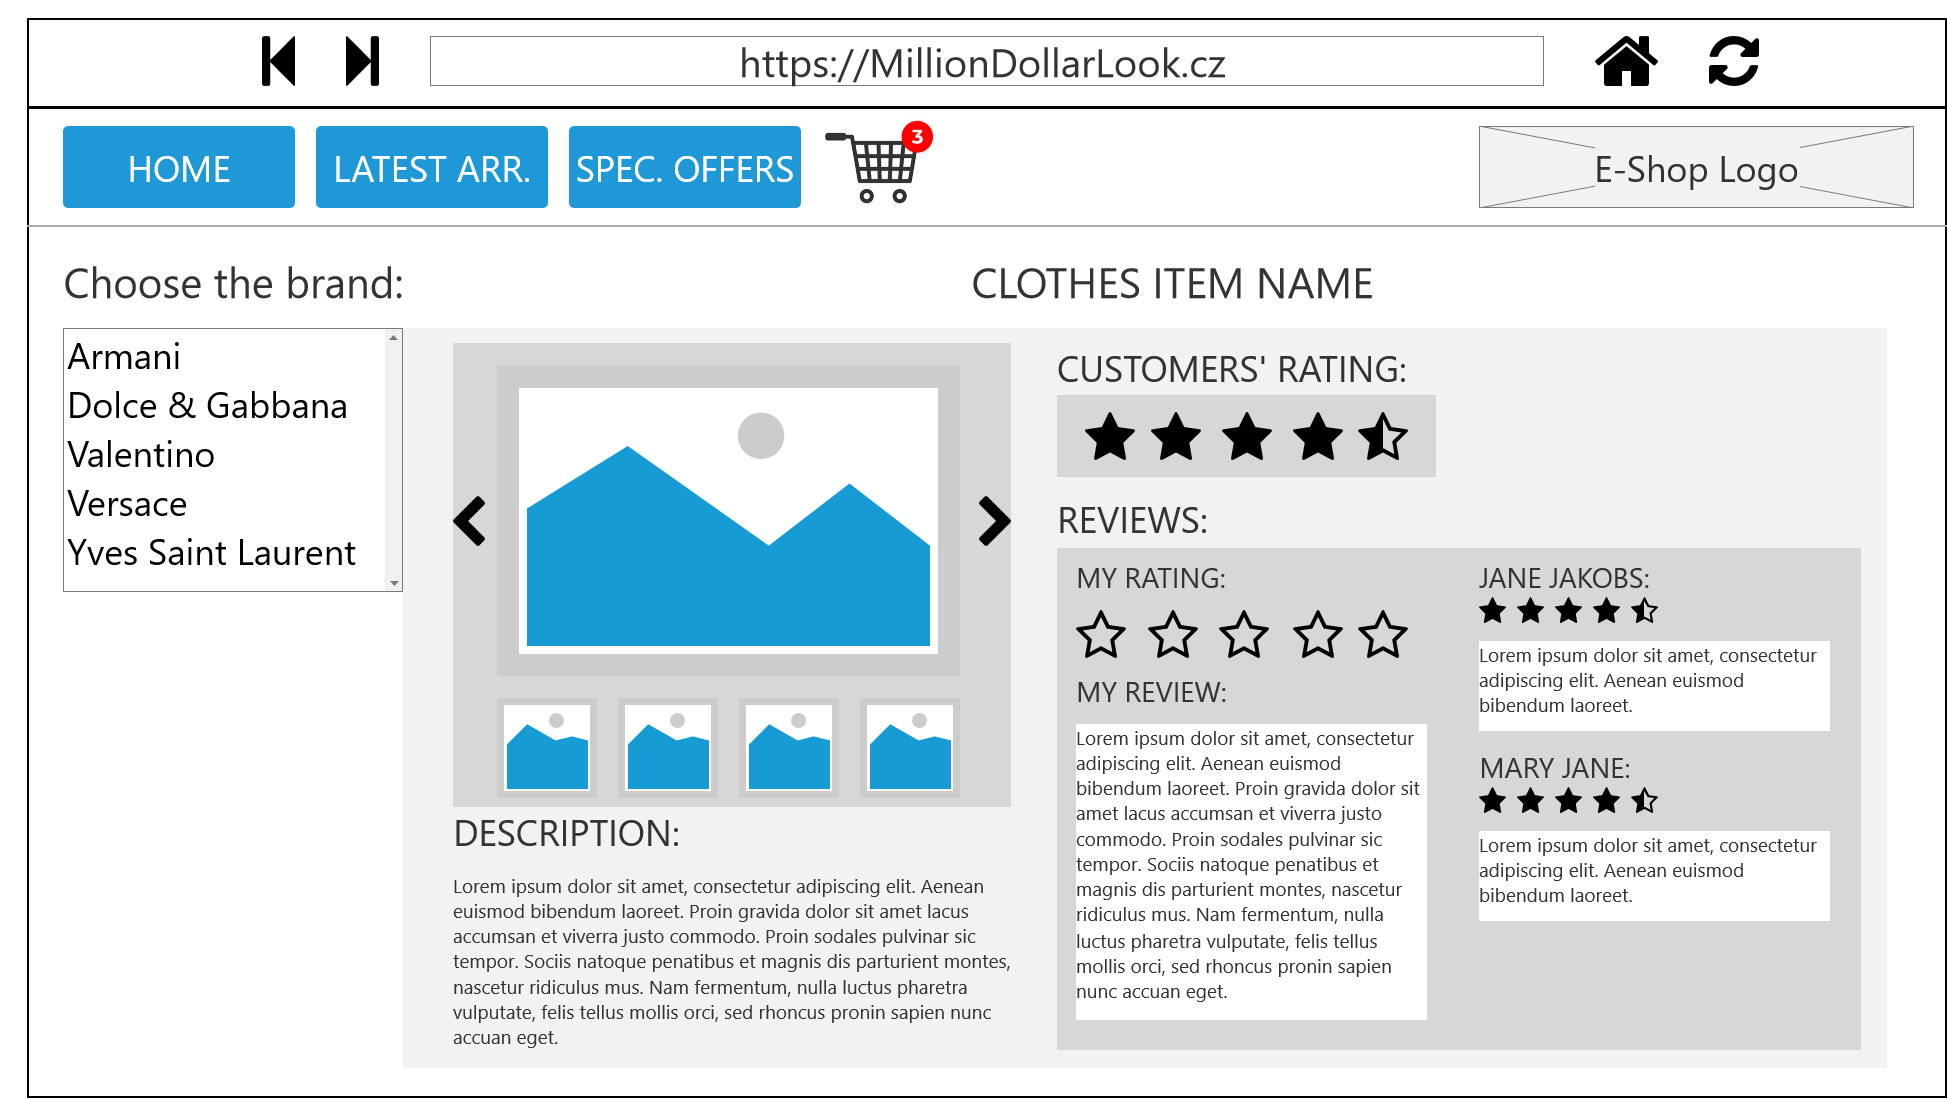 https://MillionDollarLook.cz
HOME
LATEST ARR.
SPEC. OFFERS
3
E-Shop Logo
Choose the brand:
CLOTHES ITEM NAME
Armani
Dolce & Gabbana
Valentino
Versace
Yves Saint Laurent
DESCRIPTION:
Lorem ipsum dolor sit amet, consectetur adipiscing elit. Aenean
euismod bibendum laoreet. Proin gravida dolor sit amet lacus
accumsan et viverra justo commodo. Proin sodales pulvinar sic
tempor. Sociis natoque penatibus et magnis dis parturient montes,
nascetur ridiculus mus. Nam fermentum, nulla luctus pharetra
vulputate, felis tellus mollis orci, sed rhoncus pronin sapien nunc
accuan eget.
CUSTOMERS' RATING:
REVIEWS:
MY RATING:
MY REVIEW:
Lorem ipsum dolor sit amet, consectetur
adipiscing elit. Aenean euismod
bibendum laoreet. Proin gravida dolor sit
amet lacus accumsan et viverra justo
commodo. Proin sodales pulvinar sic
tempor. Sociis natoque penatibus et
magnis dis parturient montes, nascetur
ridiculus mus. Nam fermentum, nulla
luctus pharetra vulputate, felis tellus
mollis orci, sed rhoncus pronin sapien
nunc accuan eget.
JANE JAKOBS:
Lorem ipsum dolor sit amet, consectetur
adipiscing elit. Aenean euismod
bibendum laoreet.
MARY JANE:
Lorem ipsum dolor sit amet, consectetur
adipiscing elit. Aenean euismod
bibendum laoreet.